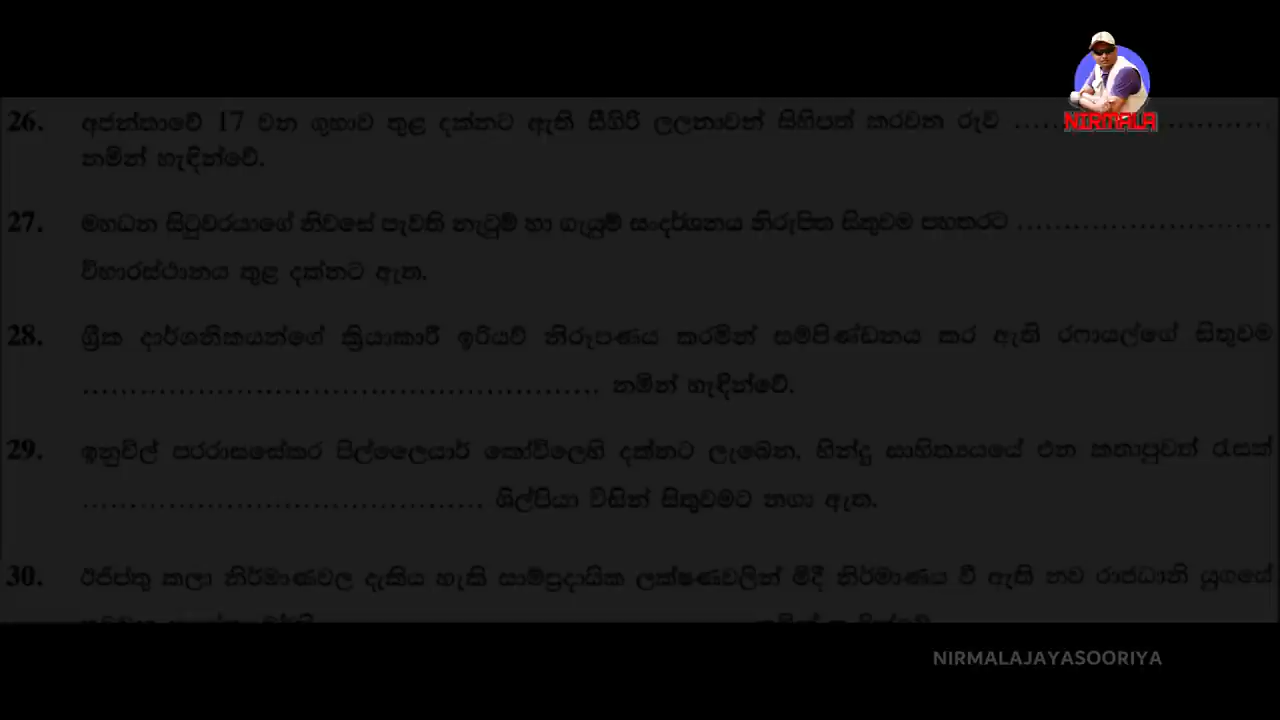 NIRMALA
26. අජන්තාවේ 17 වන ගුහාව තුළ දක්නට ඇති සීගිරි ලලනාවන් සිහිපත් කරවන රූව ..............................
නමින් හැඳින්වේ.
27. මහධන සිටුවරයාගේ නිවසේ පැවති නැටුම් හා ගැයුම් සංදර්ශනය නිරූපිත සිතුවම පහතරට ..............................
විහාරස්ථානය තුළ දක්නට ඇත.
28. ග්‍රීක දාර්ශනිකයන්ගේ ක්‍රියාකාරී ඉරියව් නිරූපණය කරමින් සම්පිණ්ඩනය කර ඇති රෆායල්ගේ සිතුවම
.................................................... නමින් හැඳින්වේ.
29. ඉනුවිල් පරරාසසේකර පිල්ලෛයාර් කෝවිලෙහි දක්නට ලැබෙන, හින්දු සාහිත්‍යයයේ එන කතාපුවත් රැසක්
.......................................... ශිල්පියා විසින් සිතුවමට නගා ඇත.
30. ඊජිප්තු කලා නිර්මාණවල දැකිය හැකි සාම්ප්‍රදායික ලක්ෂණවලින් මිදී නිර්මාණය වී ඇති නව රාජධානි යුගයේ
NIRMALAJAYASOORIYA